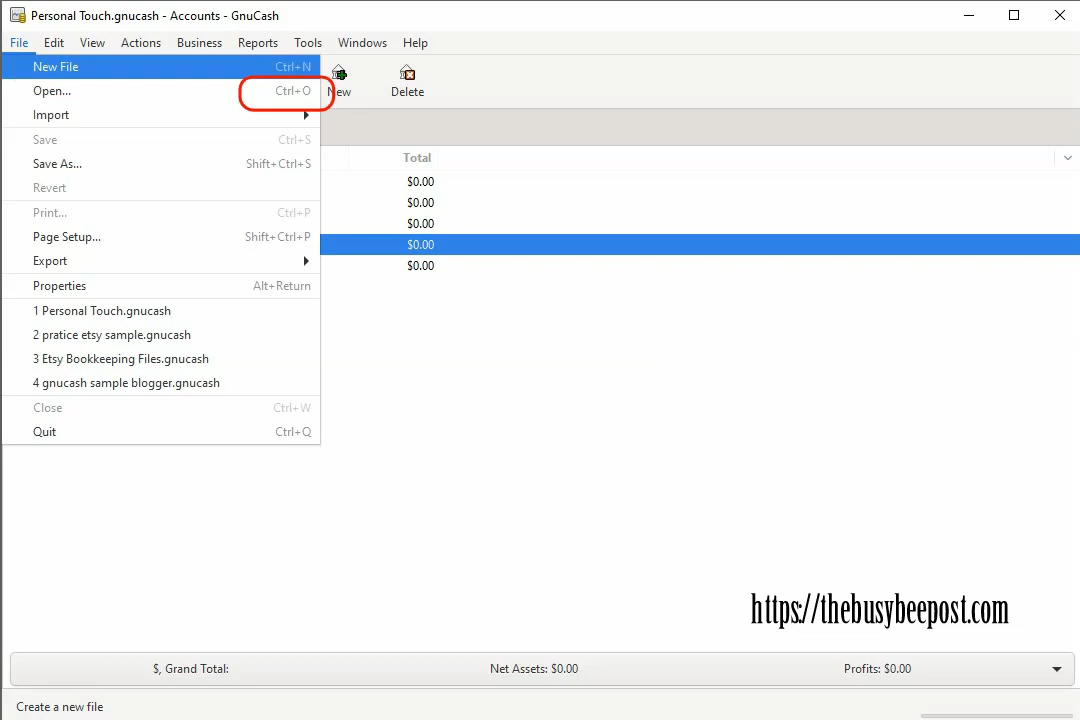 Personal Touch.gnucash - Accounts - GnuCash
File Edit View Actions Business Reports Tools Windows Help
New File Ctrl+N
Open... Ctrl+O
Import
Save Ctrl+S
Save As... Shift+Ctrl+S
Revert
Print... Ctrl+P
Page Setup... Shift+Ctrl+P
Export
Properties Alt+Return
1 Personal Touch.gnucash
2 pratice etsy sample.gnucash
3 Etsy Bookkeeping Files.gnucash
4 gnucash sample blogger.gnucash
Close Ctrl+W
Quit Ctrl+Q
New Delete
Total
$0.00
$0.00
$0.00
$0.00
$0.00
https://thebusybeepost.com
$, Grand Total: Net Assets: $0.00 Profits: $0.00
Create a new file